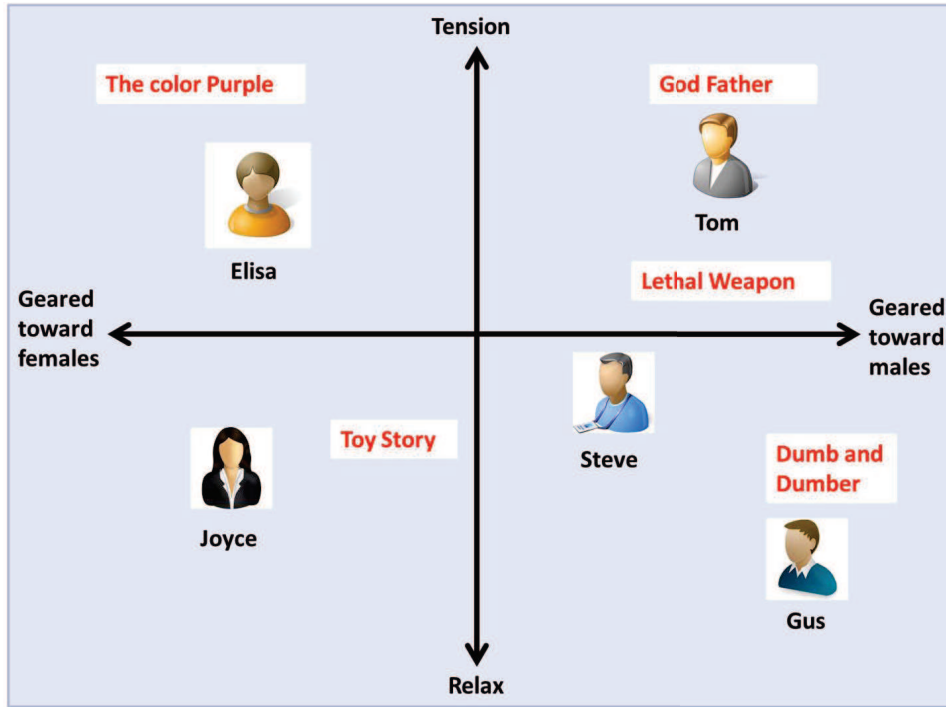 Tension
The color Purple
God Father
Tom
Elisa
Lethal Weapon
Geared
toward
females
Geared
toward
males
Toy Story
Steve
Dumb and
Dumber
Joyce
Gus
Relax